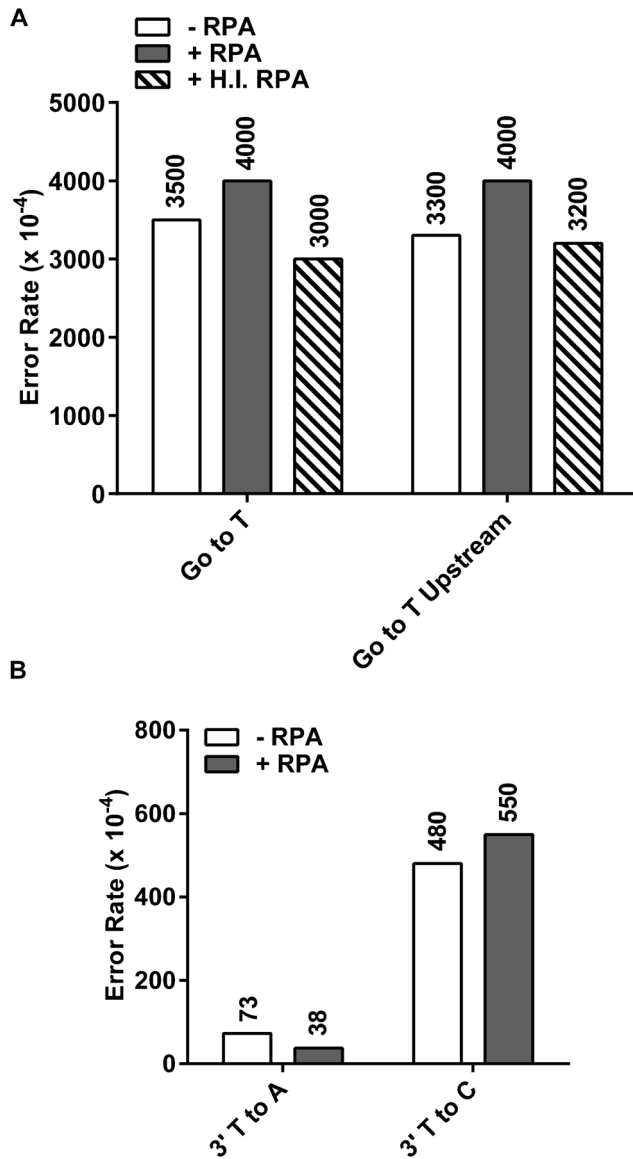 A
- RPA
+ RPA
+ H.I. RPA
Error Rate (x 10⁻⁴)
5000
4000
3000
2000
1000
0
3500
4000
3000
3300
4000
3200
Go to T
Go to T Upstream
B
- RPA
+ RPA
Error Rate (x 10⁻⁴)
800
600
400
200
0
73
38
480
550
3' T to A
3' T to C